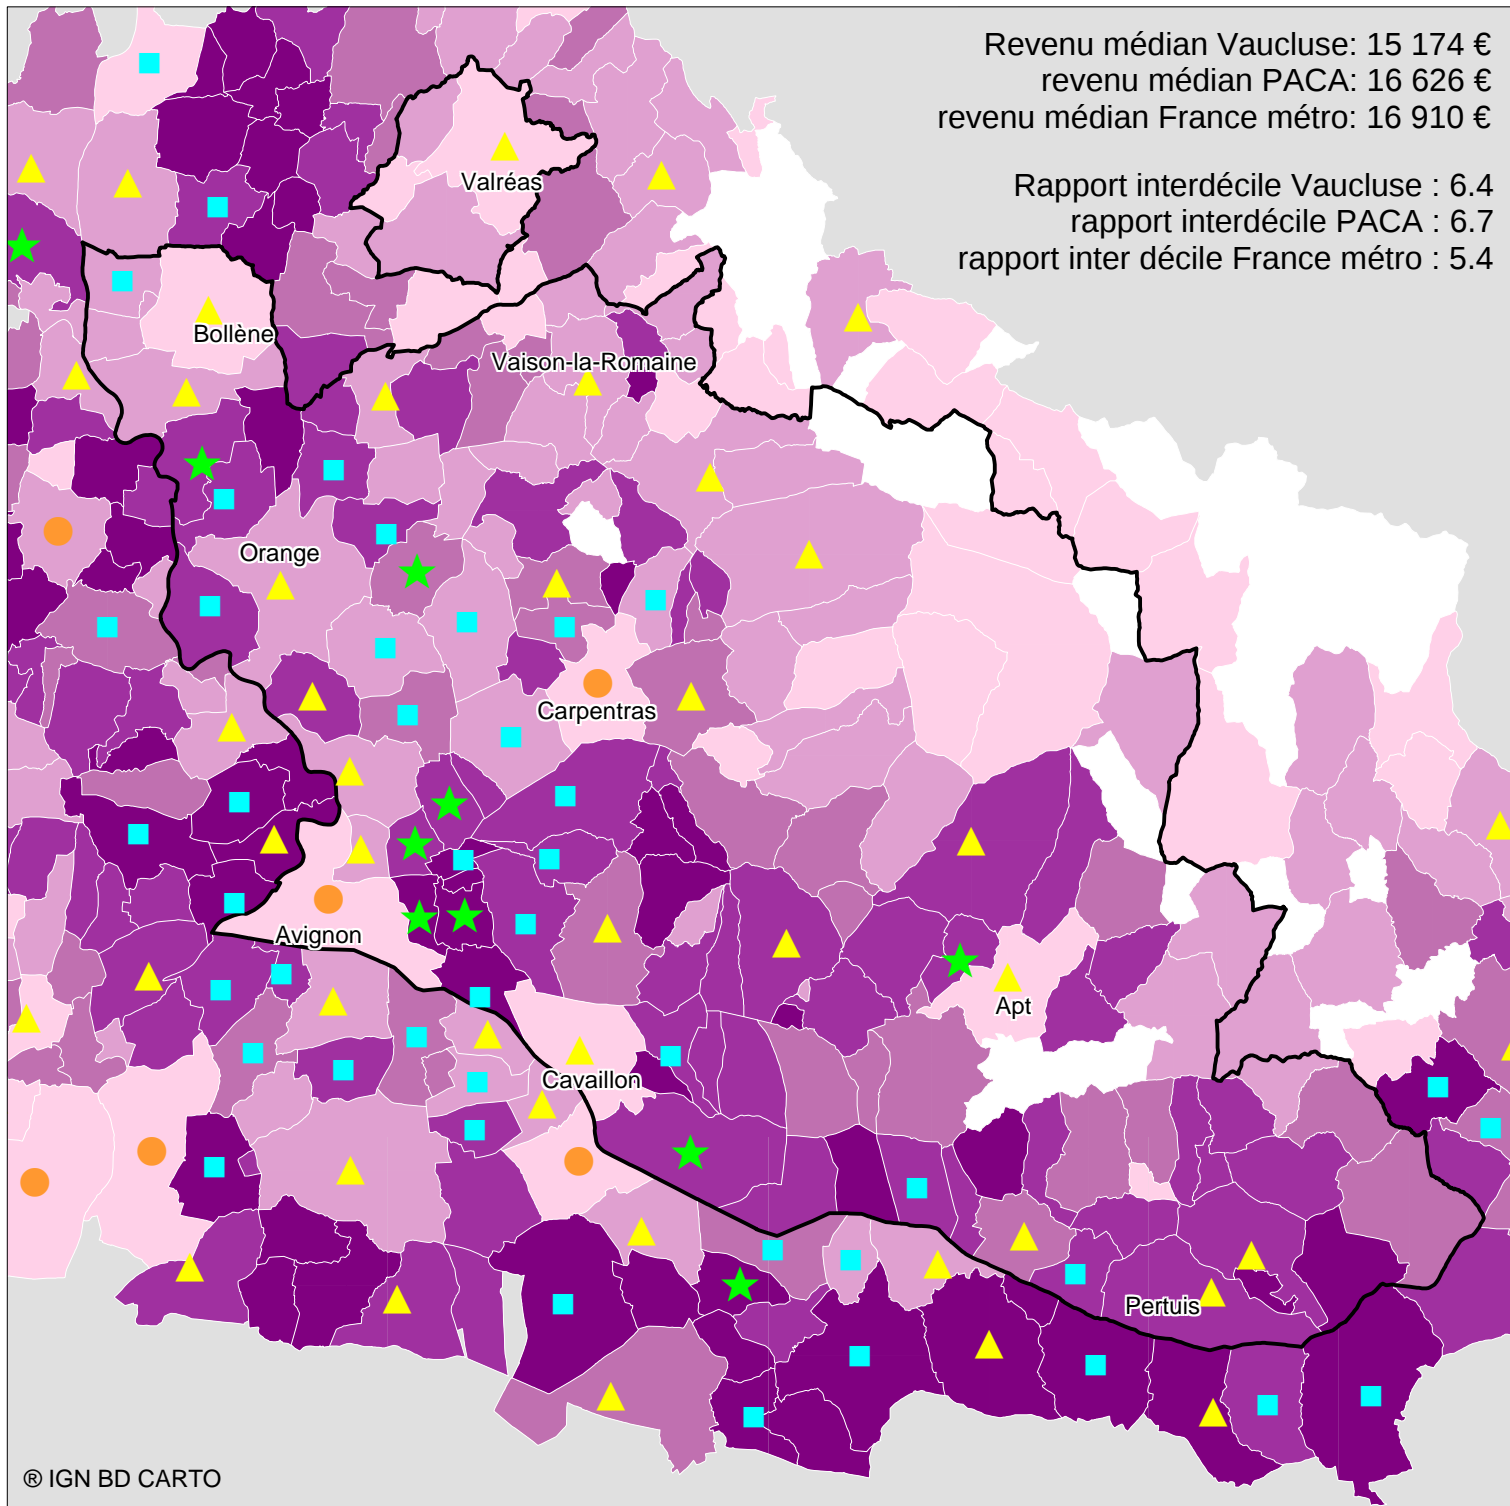 Revenu médian Vaucluse: 15 174 €
revenu médian PACA: 16 626 €
revenu médian France métro: 16 910 €
Rapport interdécile Vaucluse : 6.4
rapport interdécile PACA : 6.7
rapport inter décile France métro : 5.4
Valréas
Bollène
Vaison-la-Romaine
Orange
Carpentras
Avignon
Apt
Cavaillon
Pertuis
® IGN BD CARTO